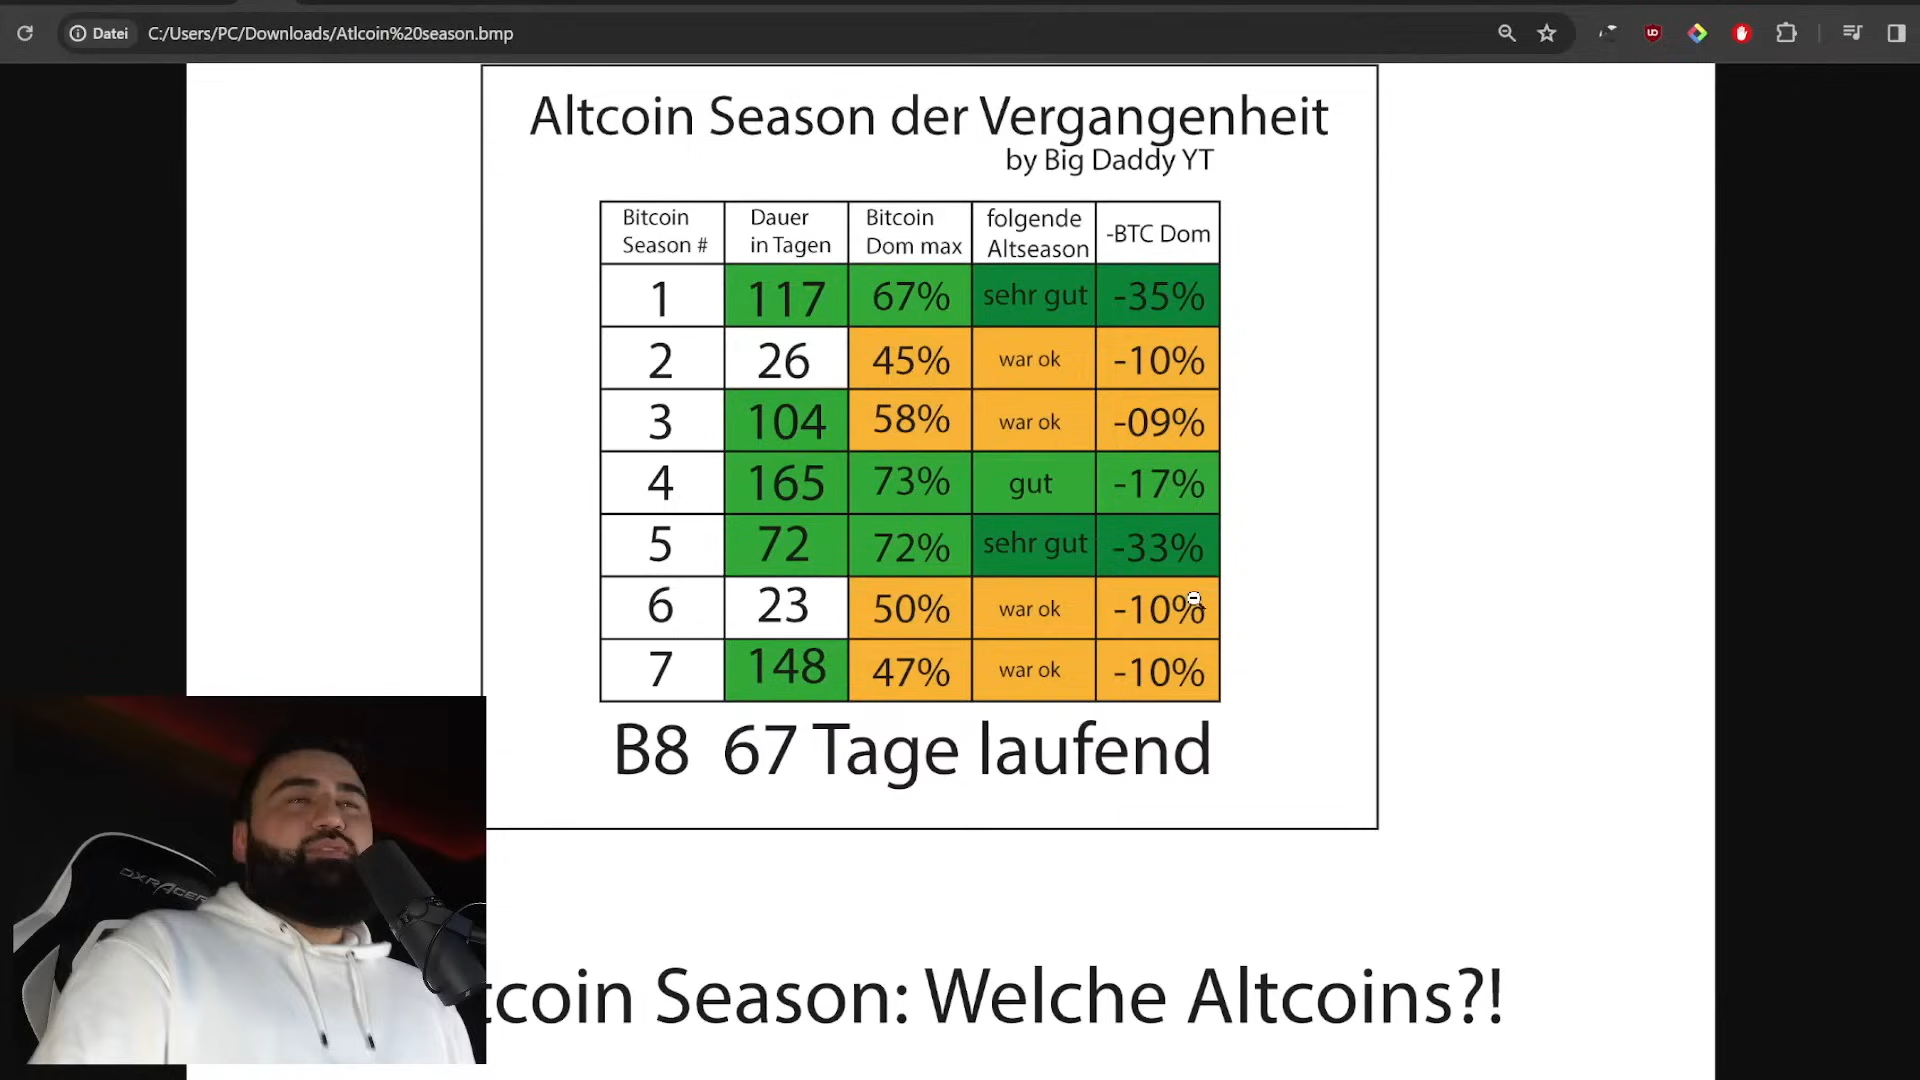 Datei C:/Users/PC/Downloads/Atlcoin%20season.bmp
Altcoin Season der Vergangenheit
by Big Daddy YT
Bitcoin Season # Dauer in Tagen Bitcoin Dom max folgende Altseason -BTC Dom
1 117 67% sehr gut -35%
2 26 45% war ok -10%
3 104 58% war ok -09%
4 165 73% gut -17%
5 72 72% sehr gut -33%
6 23 50% war ok -10%
7 148 47% war ok -10%
B8 67 Tage laufend
tcoin Season: Welche Altcoins?!
DXRACER